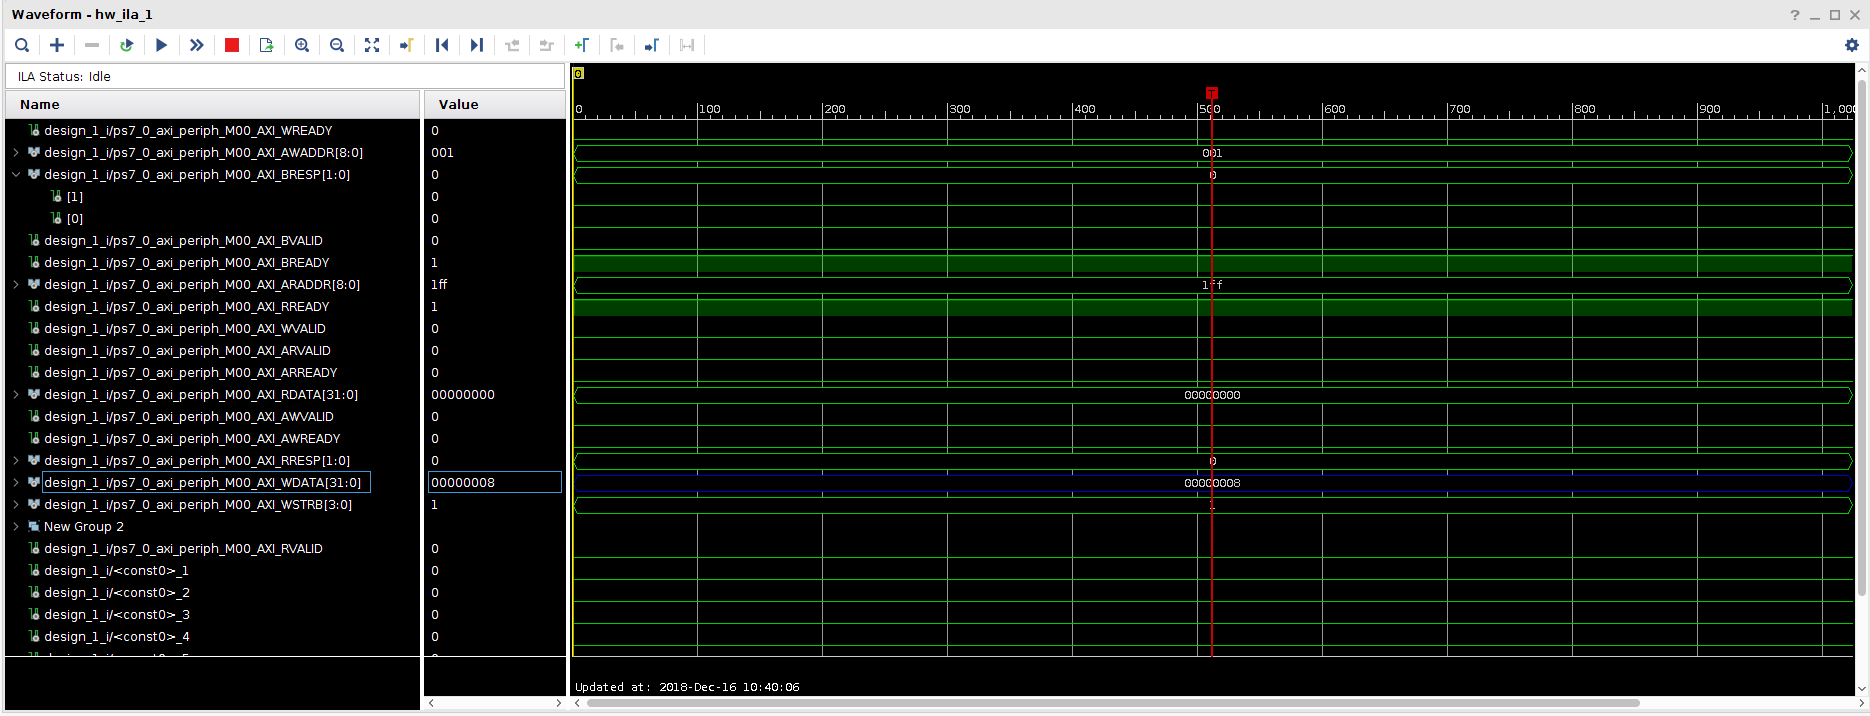 Waveform - hw_ila_1
ILA Status: Idle
Name Value
0
0 100 200 300 400 500 600 700 800 900 1,000
design_1_i/ps7_0_axi_periph_M00_AXI_WREADY 0
design_1_i/ps7_0_axi_periph_M00_AXI_AWADDR[8:0] 001 001
design_1_i/ps7_0_axi_periph_M00_AXI_BRESP[1:0] 0 0
[1] 0
[0] 0
design_1_i/ps7_0_axi_periph_M00_AXI_BVALID 0
design_1_i/ps7_0_axi_periph_M00_AXI_BREADY 1
design_1_i/ps7_0_axi_periph_M00_AXI_ARADDR[8:0] 1ff 1ff
design_1_i/ps7_0_axi_periph_M00_AXI_RREADY 1
design_1_i/ps7_0_axi_periph_M00_AXI_WVALID 0
design_1_i/ps7_0_axi_periph_M00_AXI_ARVALID 0
design_1_i/ps7_0_axi_periph_M00_AXI_ARREADY 0
design_1_i/ps7_0_axi_periph_M00_AXI_RDATA[31:0] 00000000 00000000
design_1_i/ps7_0_axi_periph_M00_AXI_AWVALID 0
design_1_i/ps7_0_axi_periph_M00_AXI_AWREADY 0
design_1_i/ps7_0_axi_periph_M00_AXI_RRESP[1:0] 0 0
design_1_i/ps7_0_axi_periph_M00_AXI_WDATA[31:0] 00000008 00000008
design_1_i/ps7_0_axi_periph_M00_AXI_WSTRB[3:0] 1 1
New Group 2
design_1_i/ps7_0_axi_periph_M00_AXI_RVALID 0
design_1_i/<const0>_1 0
design_1_i/<const0>_2 0
design_1_i/<const0>_3 0
design_1_i/<const0>_4 0
Updated at: 2018-Dec-16 10:40:06